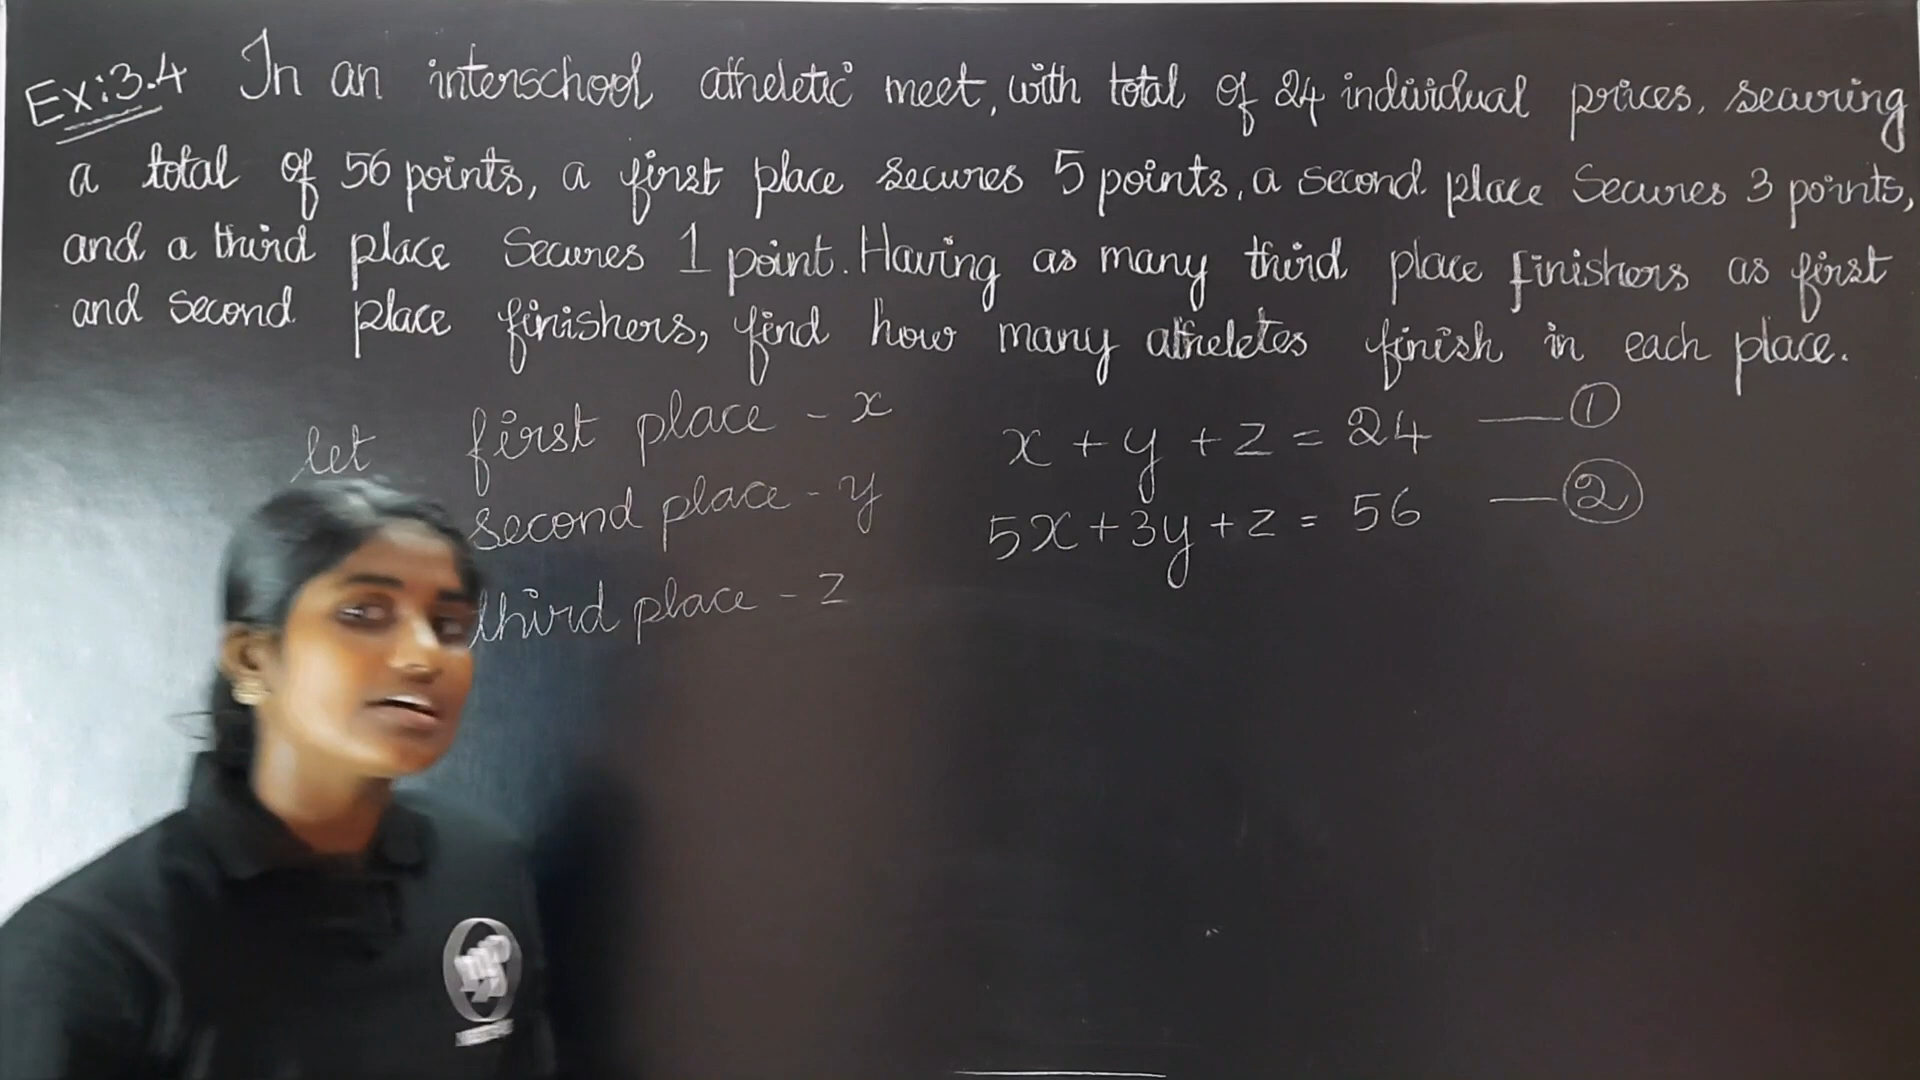 Ex:3.4 In an interschool atheletic meet, with total of 24 individual prices, securing
a total of 56 points, a first place secures 5 points, a second place Secures 3 points,
and a third place Secures 1 point. Having as many third place finishers as first
and second place finishers, find how many atheletes finish in each place.
let first place - x
second place - y
third place - z
x + y + z = 24 — ①
5x + 3y + z = 56 — ②